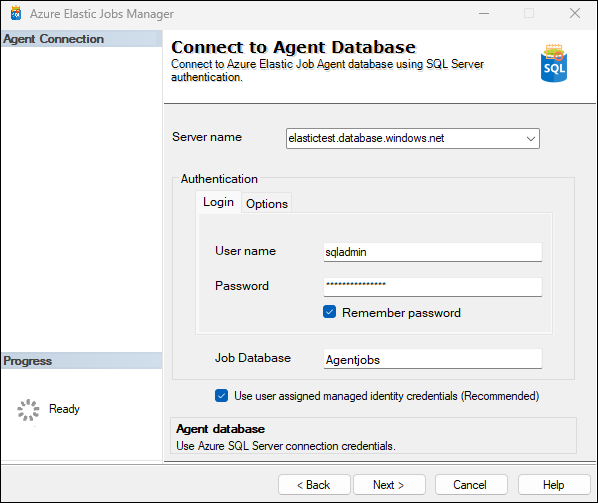 Azure Elastic Jobs Manager
Agent Connection
Connect to Agent Database
Connect to Azure Elastic Job Agent database using SQL Server
authentication.
SQL
Server name
elastictest.database.windows.net
Authentication
Login
Options
User name
sqladmin
Password
***************
Remember password
Job Database
Agentjobs
Progress
Ready
Use user assigned managed identity credentials (Recommended)
Agent database
Use Azure SQL Server connection credentials.
< Back
Next >
Cancel
Help